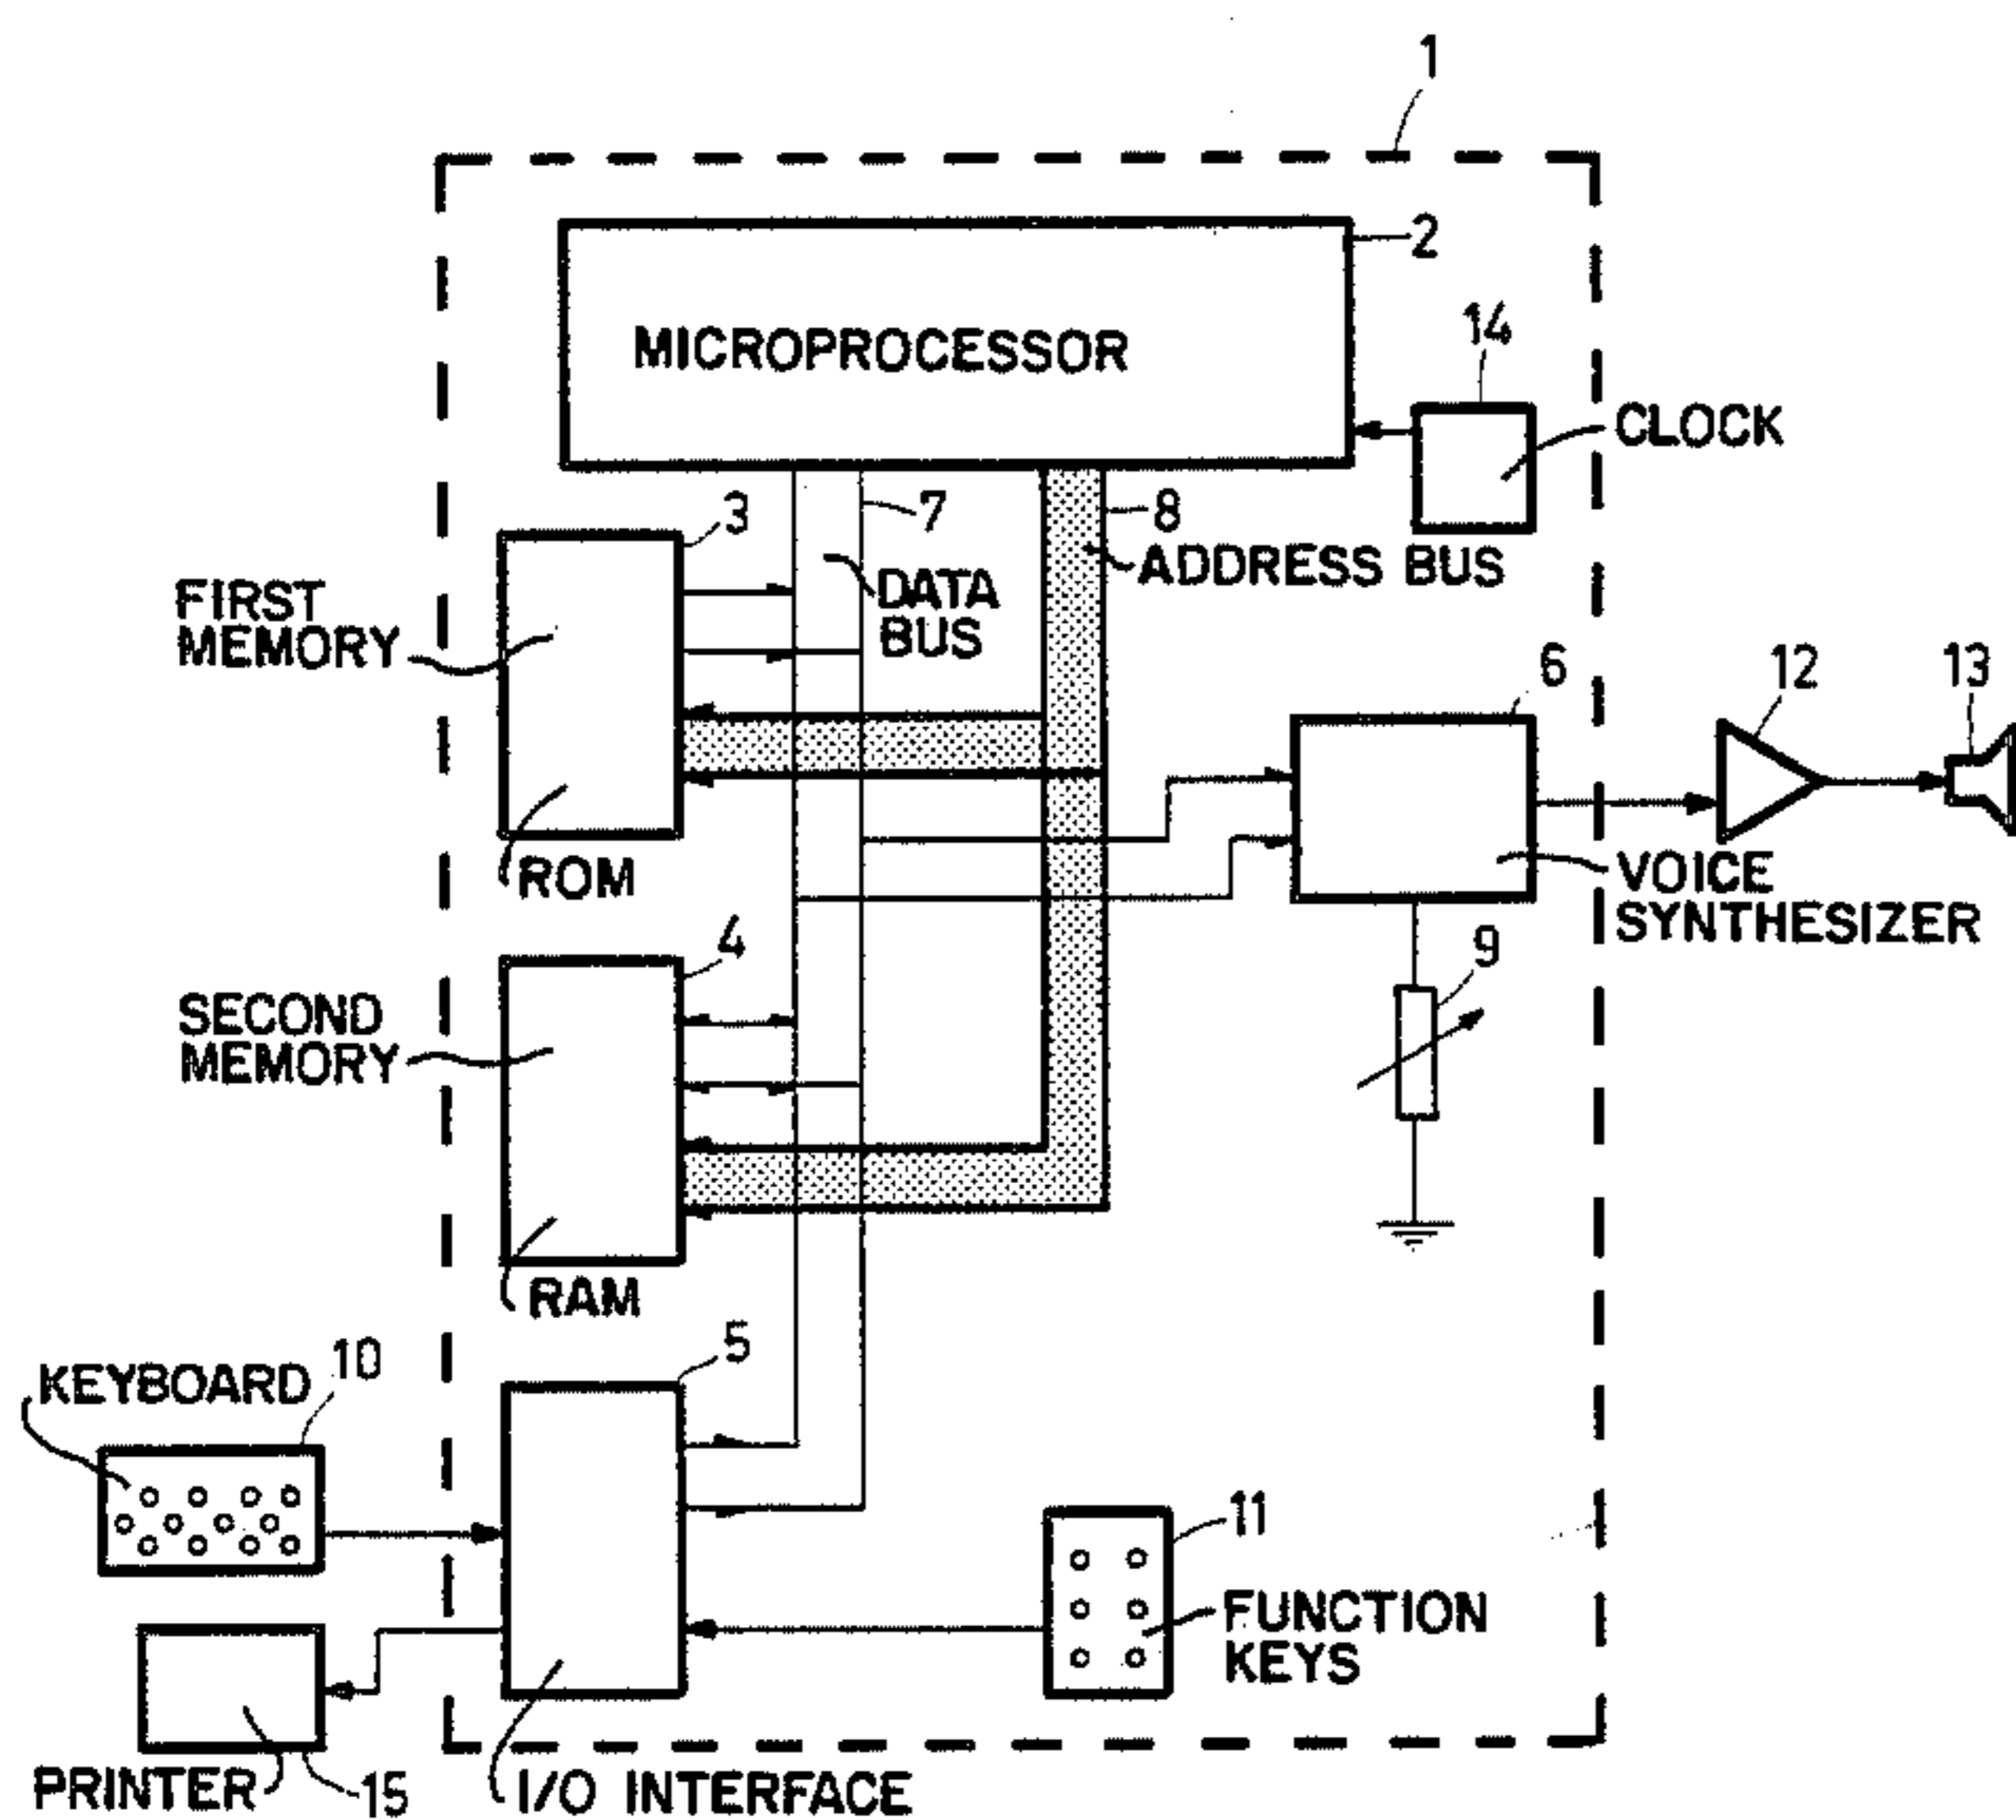 1
2
MICROPROCESSOR
14
CLOCK
3
7
8
ADDRESS BUS
DATA
BUS
FIRST
MEMORY
6
12
13
ROM
VOICE
SYNTHESIZER
4
9
SECOND
MEMORY
RAM
5
KEYBOARD
10
11
FUNCTION
KEYS
PRINTER
15
I/O INTERFACE